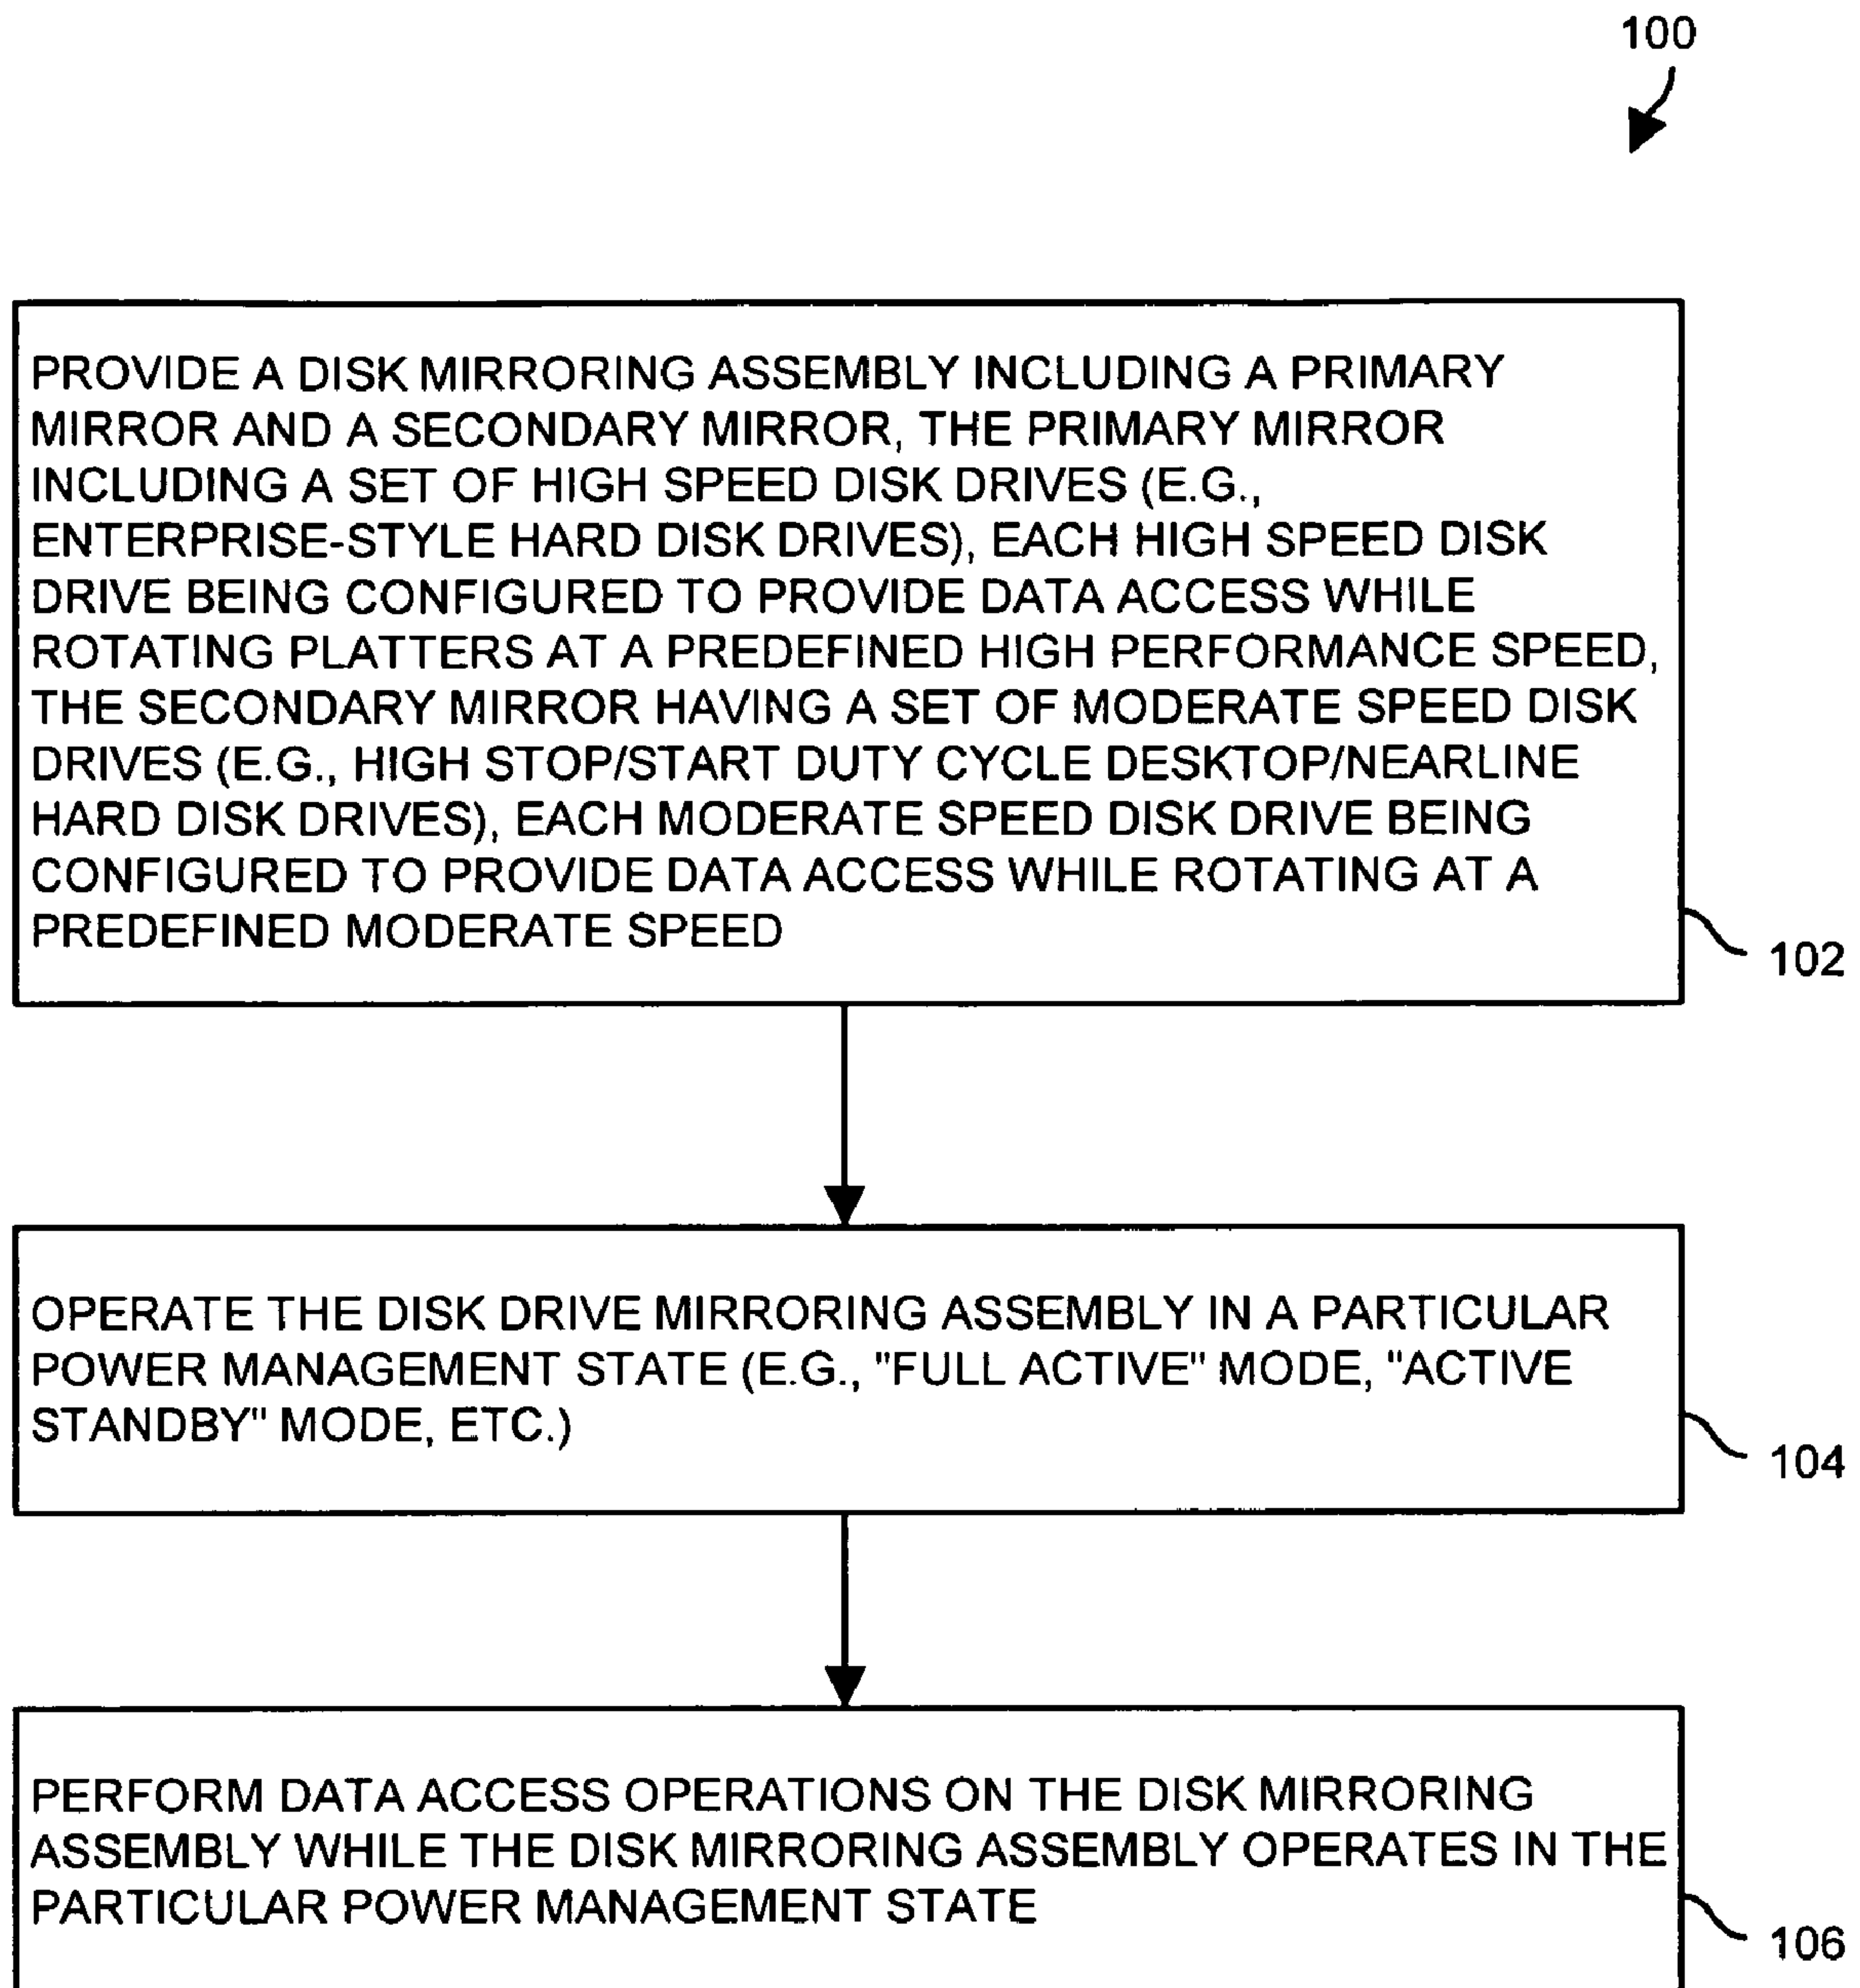 100
PROVIDE A DISK MIRRORING ASSEMBLY INCLUDING A PRIMARY
MIRROR AND A SECONDARY MIRROR, THE PRIMARY MIRROR
INCLUDING A SET OF HIGH SPEED DISK DRIVES (E.G.,
ENTERPRISE-STYLE HARD DISK DRIVES), EACH HIGH SPEED DISK
DRIVE BEING CONFIGURED TO PROVIDE DATA ACCESS WHILE
ROTATING PLATTERS AT A PREDEFINED HIGH PERFORMANCE SPEED,
THE SECONDARY MIRROR HAVING A SET OF MODERATE SPEED DISK
DRIVES (E.G., HIGH STOP/START DUTY CYCLE DESKTOP/NEARLINE
HARD DISK DRIVES), EACH MODERATE SPEED DISK DRIVE BEING
CONFIGURED TO PROVIDE DATA ACCESS WHILE ROTATING AT A
PREDEFINED MODERATE SPEED
102
OPERATE THE DISK DRIVE MIRRORING ASSEMBLY IN A PARTICULAR
POWER MANAGEMENT STATE (E.G., "FULL ACTIVE" MODE, "ACTIVE
STANDBY" MODE, ETC.)
104
PERFORM DATA ACCESS OPERATIONS ON THE DISK MIRRORING
ASSEMBLY WHILE THE DISK MIRRORING ASSEMBLY OPERATES IN THE
PARTICULAR POWER MANAGEMENT STATE
106